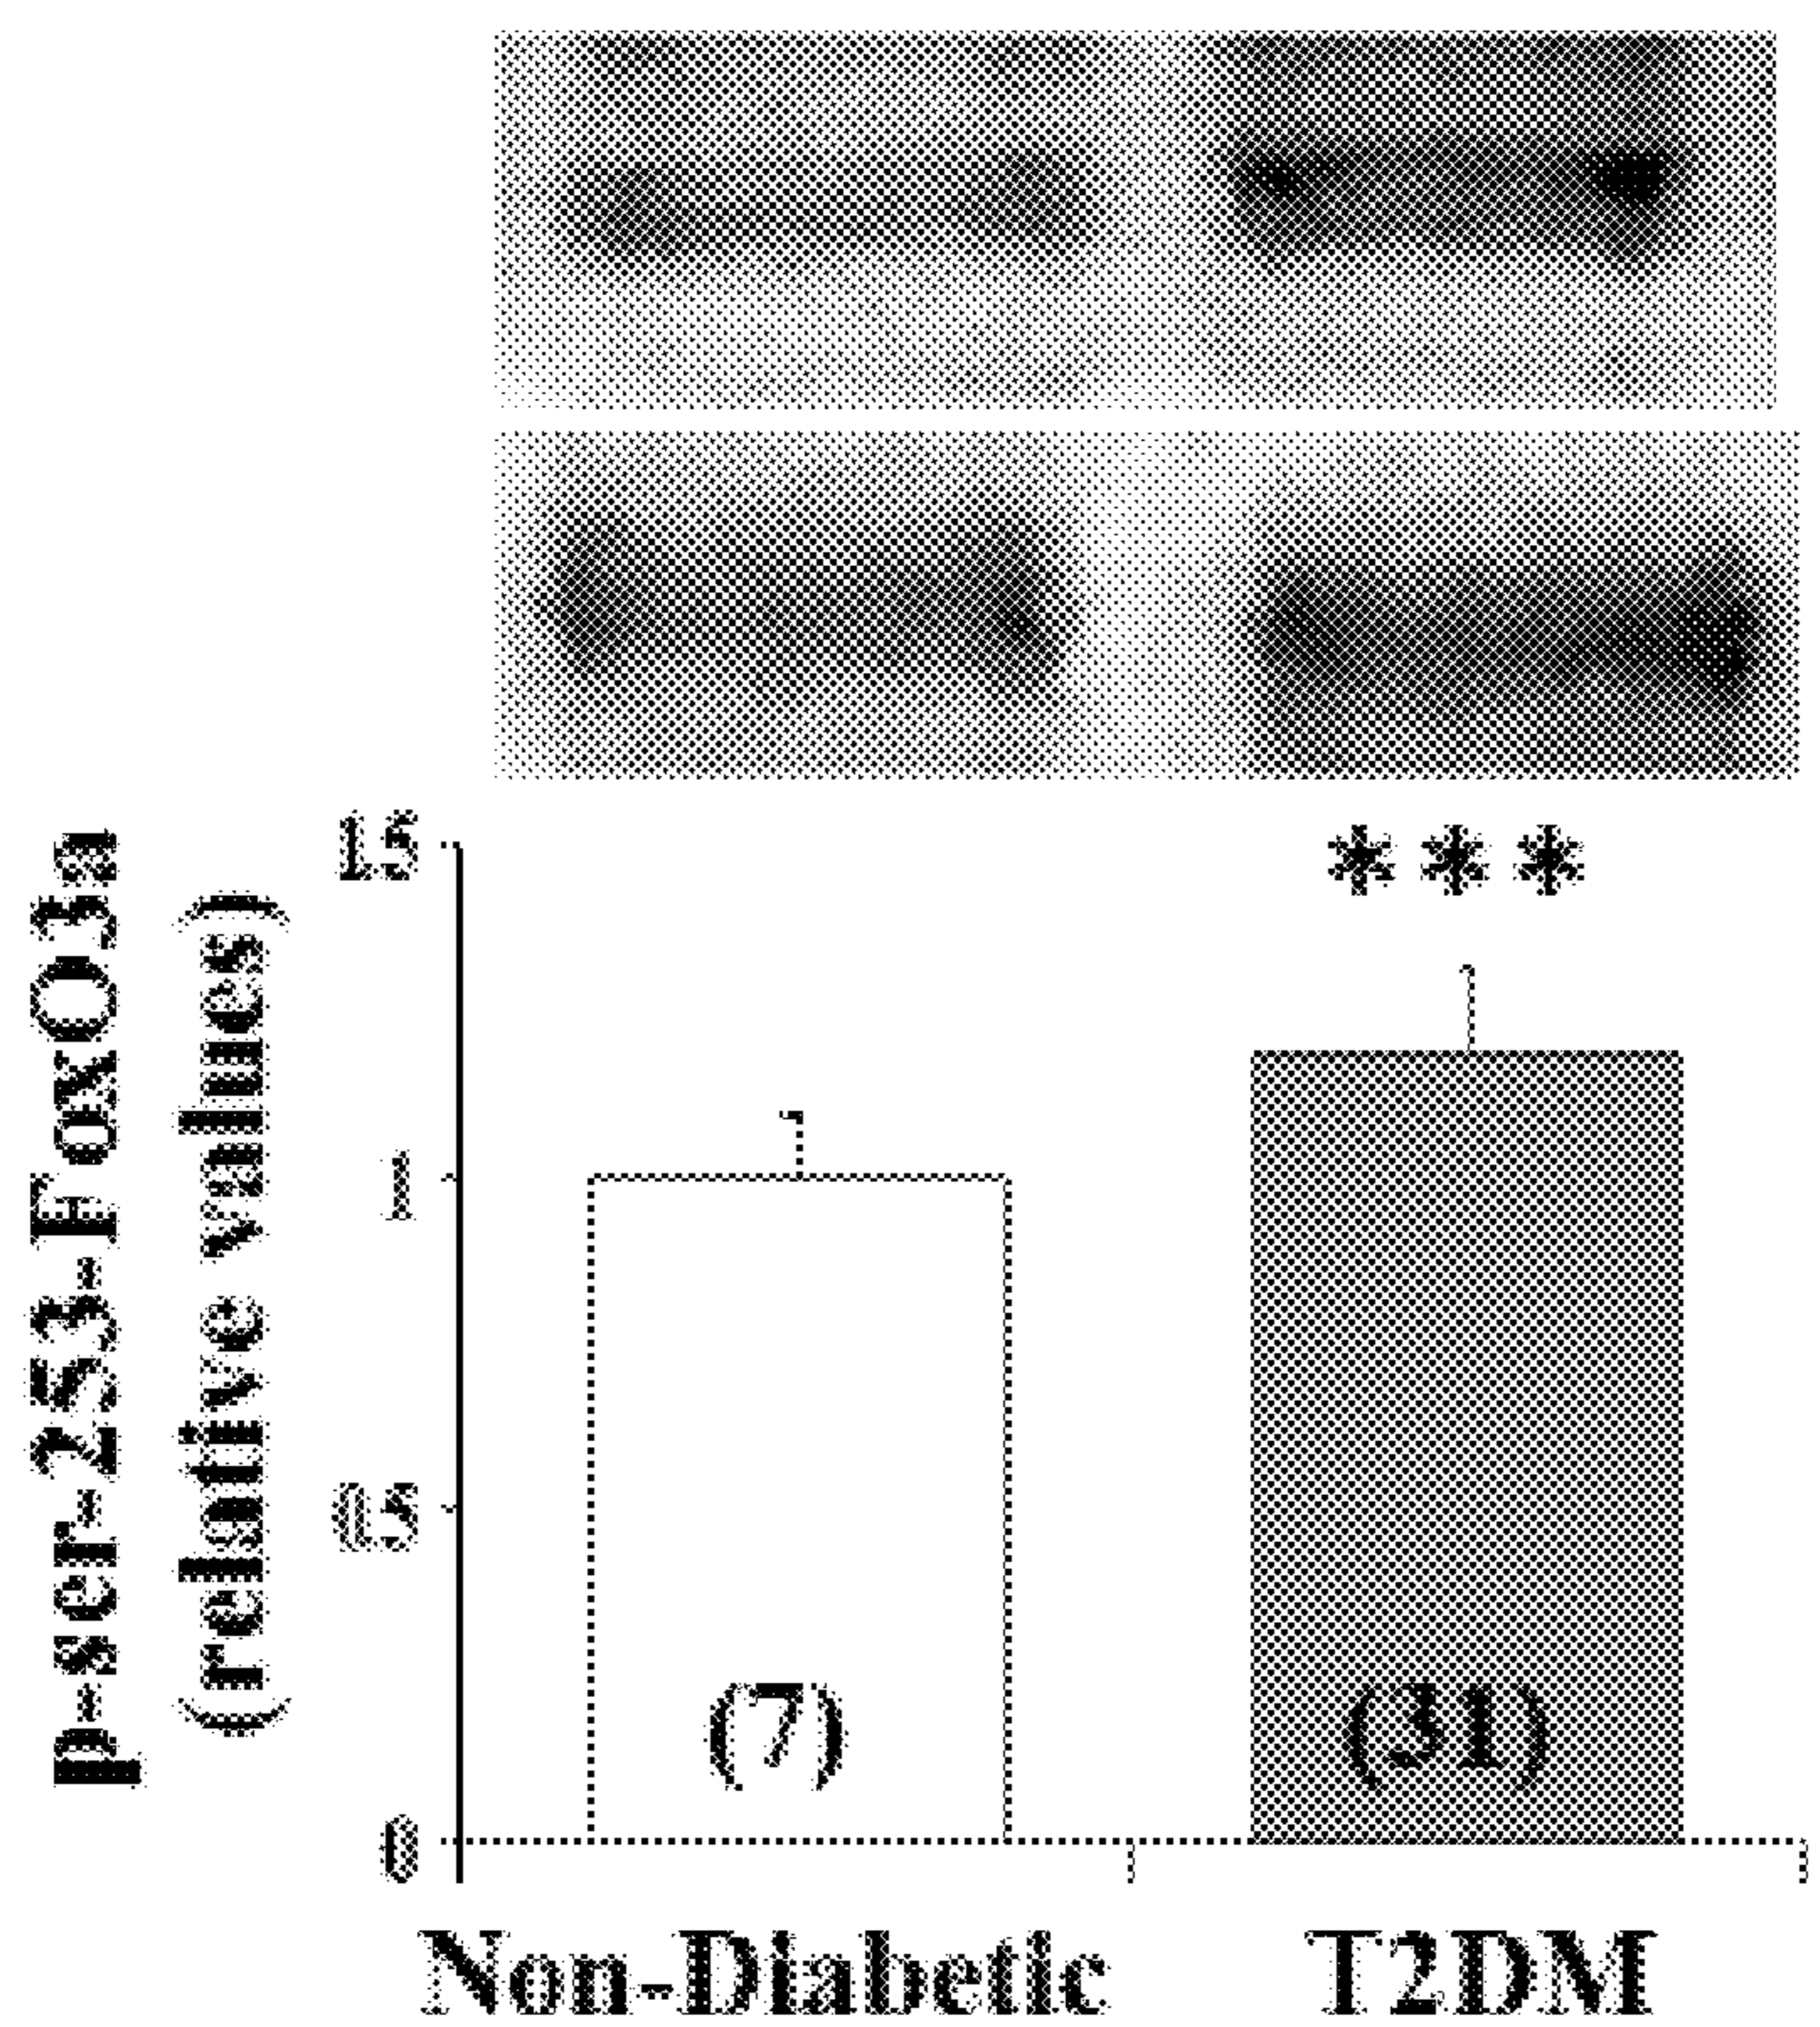 p-ser-253-FoxO3a
(relative values)
1.5
1
0.5
0
***
(7)
(31)
Non-Diabetic
T2DM